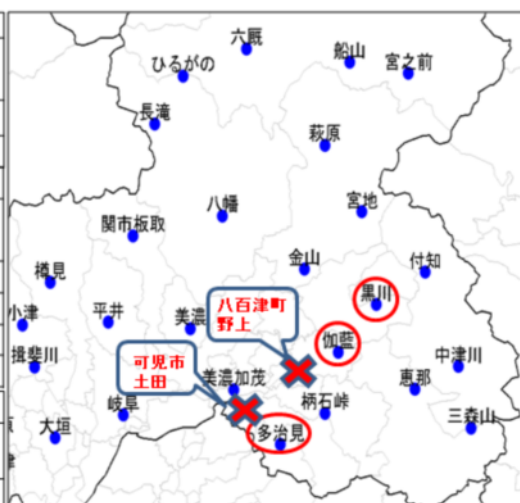 六厩
船山
ひるがの
宮之前
長滝
萩原
八幡
宮地
関市板取
金山
付知
樽見
黒川
八百津町
野上
小津
平井
美濃
伽藍
揖斐川
可児市
土田
中津川
美濃加茂
恵那
岐阜
柄石峠
三森山
大垣
多治見